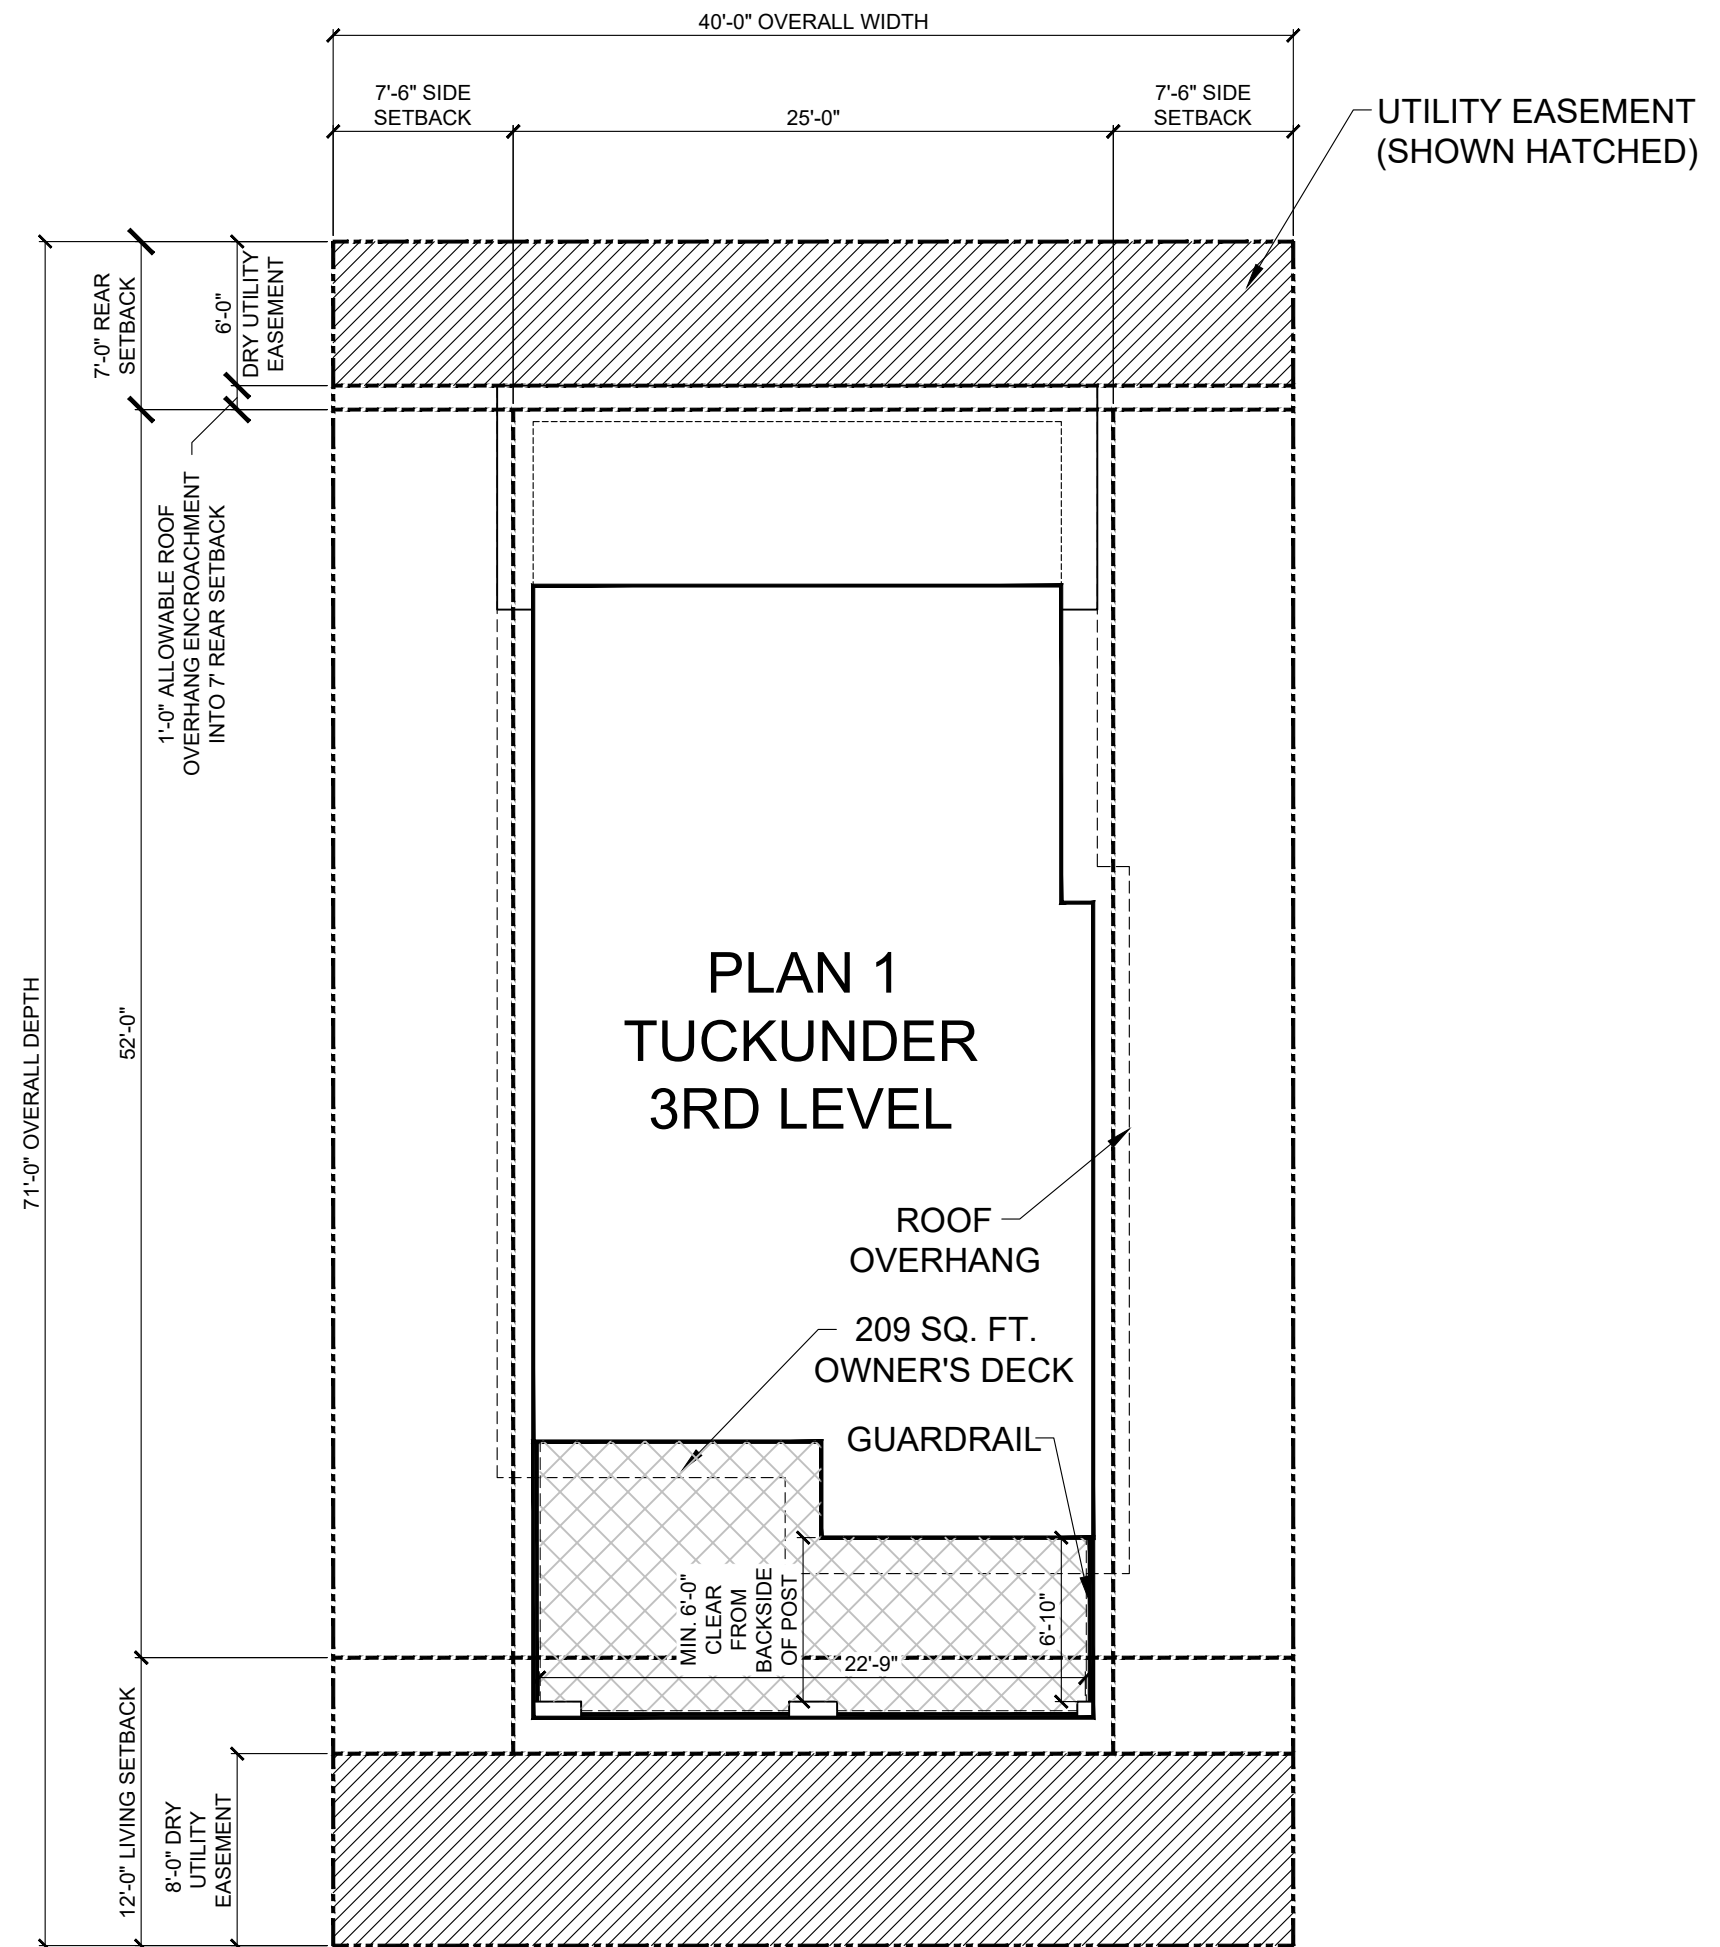 40'-0" OVERALL WIDTH
7'-6" SIDE
SETBACK
25'-0"
7'-6" SIDE
SETBACK
UTILITY EASEMENT
(SHOWN HATCHED)
7'-0" REAR
SETBACK
6'-0"
DRY UTILITY
EASEMENT
1'-0" ALLOWABLE ROOF
OVERHANG ENCROACHMENT
INTO 7' REAR SETBACK
71'-0" OVERALL DEPTH
52'-0"
PLAN 1
TUCKUNDER
3RD LEVEL
ROOF
OVERHANG
209 SQ. FT.
OWNER'S DECK
GUARDRAIL
MIN. 6'-0"
CLEAR
FROM
BACKSIDE
OF POST
6'-10"
22'-9"
12'-0" LIVING SETBACK
8'-0" DRY
UTILITY
EASEMENT